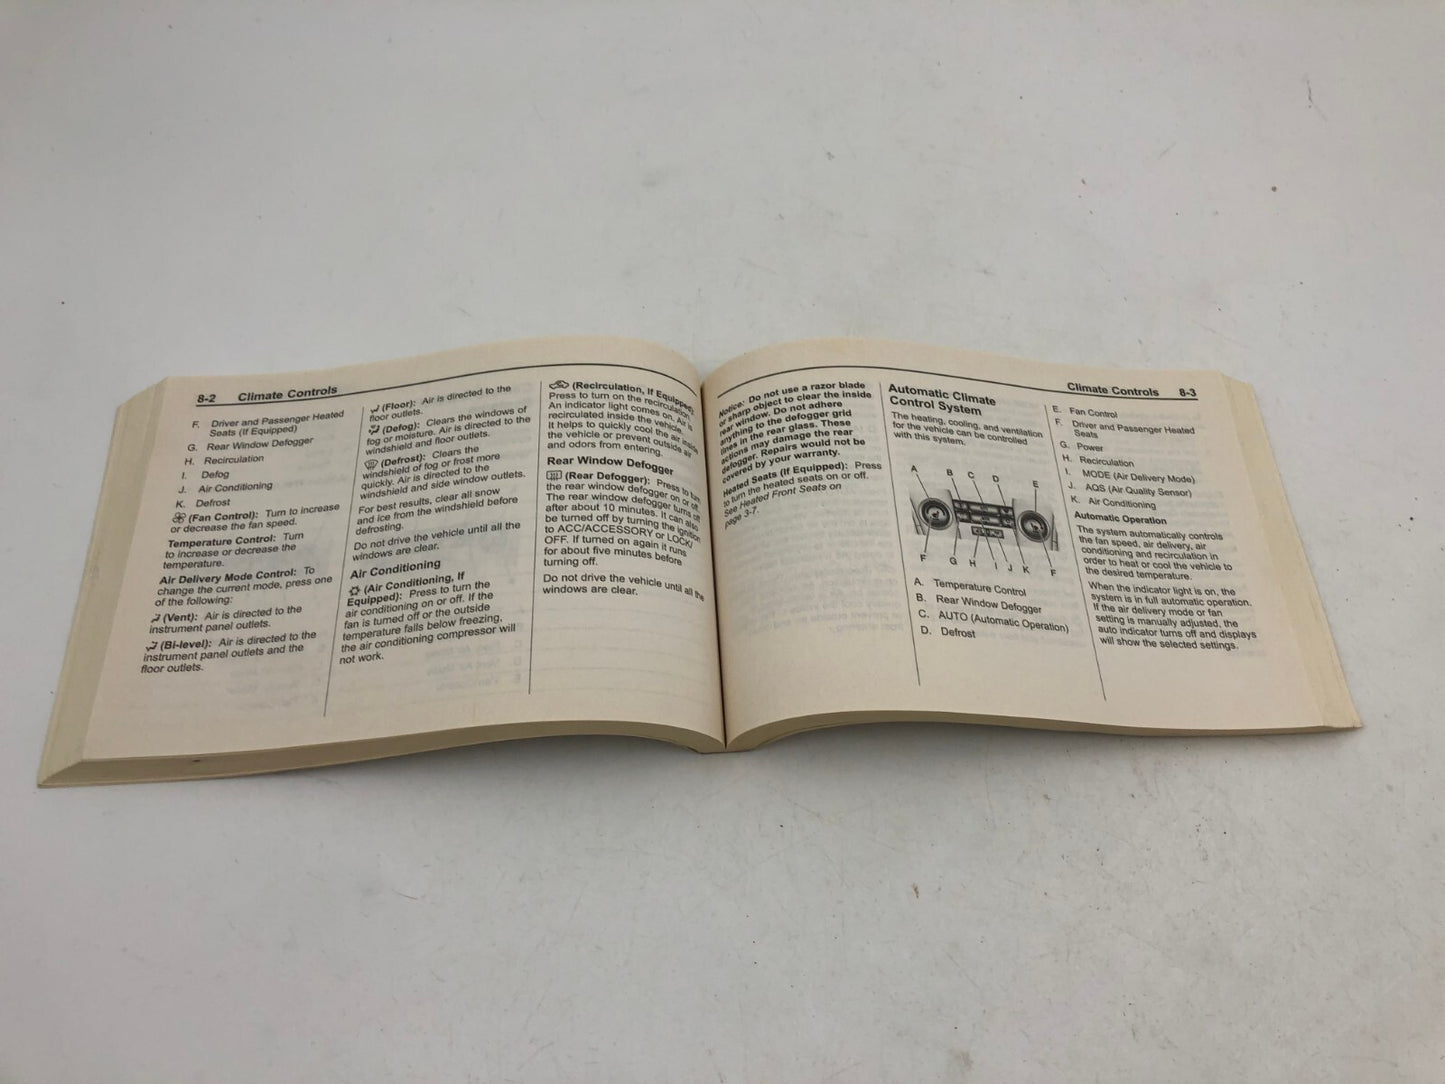 8-2 Climate Controls
F. Driver and Passenger Heated
Seats (If Equipped)
G. Rear Window Defogger
H. Recirculation
I. Defog
J. Air Conditioning
K. Defrost
(Fan Control): Turn to increase
or decrease the fan speed.
Temperature Control: Turn
to increase or decrease the
temperature.
Air Delivery Mode Control: To
change the current mode, press one
of the following:
(Vent): Air is directed to the
instrument panel outlets.
(Bi-level): Air is directed to the
instrument panel outlets and the
floor outlets.
(Floor): Air is directed to the
floor outlets.
(Defog): Clears the windows of
fog or moisture. Air is directed to the
windshield and floor outlets.
(Defrost): Clears the
windshield of fog or frost more
quickly. Air is directed to the
windshield and side window outlets.
For best results, clear all snow
and ice from the windshield before
defrosting.
Do not drive the vehicle until all the
windows are clear.
Air Conditioning
(Air Conditioning, If
Equipped): Press to turn the
air conditioning on or off. If the
fan is turned off or the outside
temperature falls below freezing,
the air conditioning compressor will
not work.
(Recirculation, If Equipped):
Press to turn on the recirculation.
An indicator light comes on. Air is
recirculated inside the vehicle.
It helps to quickly cool the air inside
the vehicle or prevent outside air
and odors from entering.
Rear Window Defogger
(Rear Defogger): Press to turn
the rear window defogger on or off.
The rear window defogger turns off
after about 10 minutes. It can also
be turned off by turning the ignition
to ACC/ACCESSORY or LOCK/
OFF. If turned on again it runs
for about five minutes before
turning off.
Do not drive the vehicle until all the
windows are clear.
Climate Controls 8-3
Notice: Do not use a razor blade
or sharp object to clear the inside
rear window. Do not adhere
anything to the defogger grid
lines in the rear glass. These
actions may damage the rear
defogger. Repairs would not be
covered by your warranty.
Heated Seats (If Equipped): Press
to turn the heated seats on or off.
See Heated Front Seats on
page 3-7.
Automatic Climate
Control System
The heating, cooling, and ventilation
for the vehicle can be controlled
with this system.
A B C D E
F G H I J K F
A. Temperature Control
B. Rear Window Defogger
C. AUTO (Automatic Operation)
D. Defrost
E. Fan Control
F. Driver and Passenger Heated
Seats
G. Power
H. Recirculation
I. MODE (Air Delivery Mode)
J. AQS (Air Quality Sensor)
K. Air Conditioning
Automatic Operation
The system automatically controls
the fan speed, air delivery, air
conditioning and recirculation in
order to heat or cool the vehicle to
the desired temperature.
When the indicator light is on, the
system is in full automatic operation.
If the air delivery mode or fan
setting is manually adjusted, the
auto indicator turns off and displays
will show the selected settings.